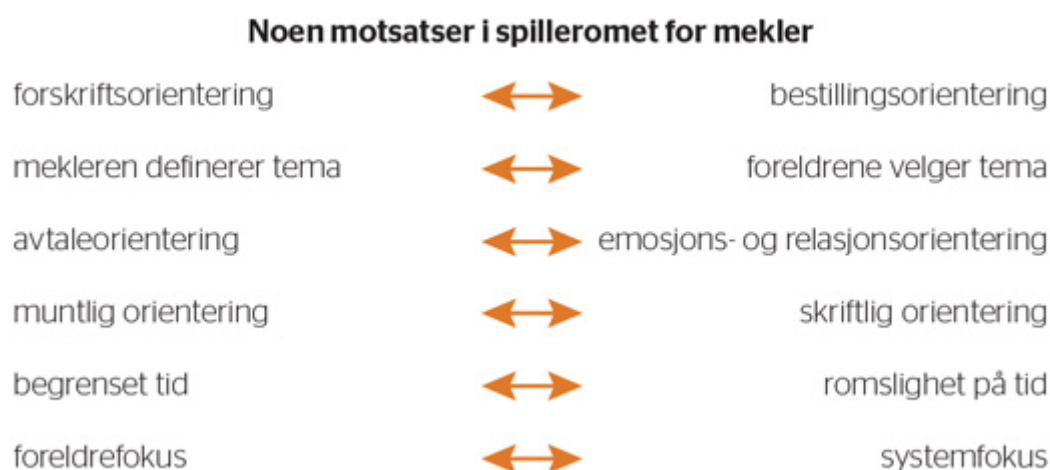 Noen motsatser i spillerommet for mekler
forskriftsorientering bestillingsorientering
mekleren definerer tema foreldrene velger tema
avtaleorientering emosjons- og relasjonsorientering
muntlig orientering skriftlig orientering
begrenset tid romslighet på tid
foreldrefokus systemfokus